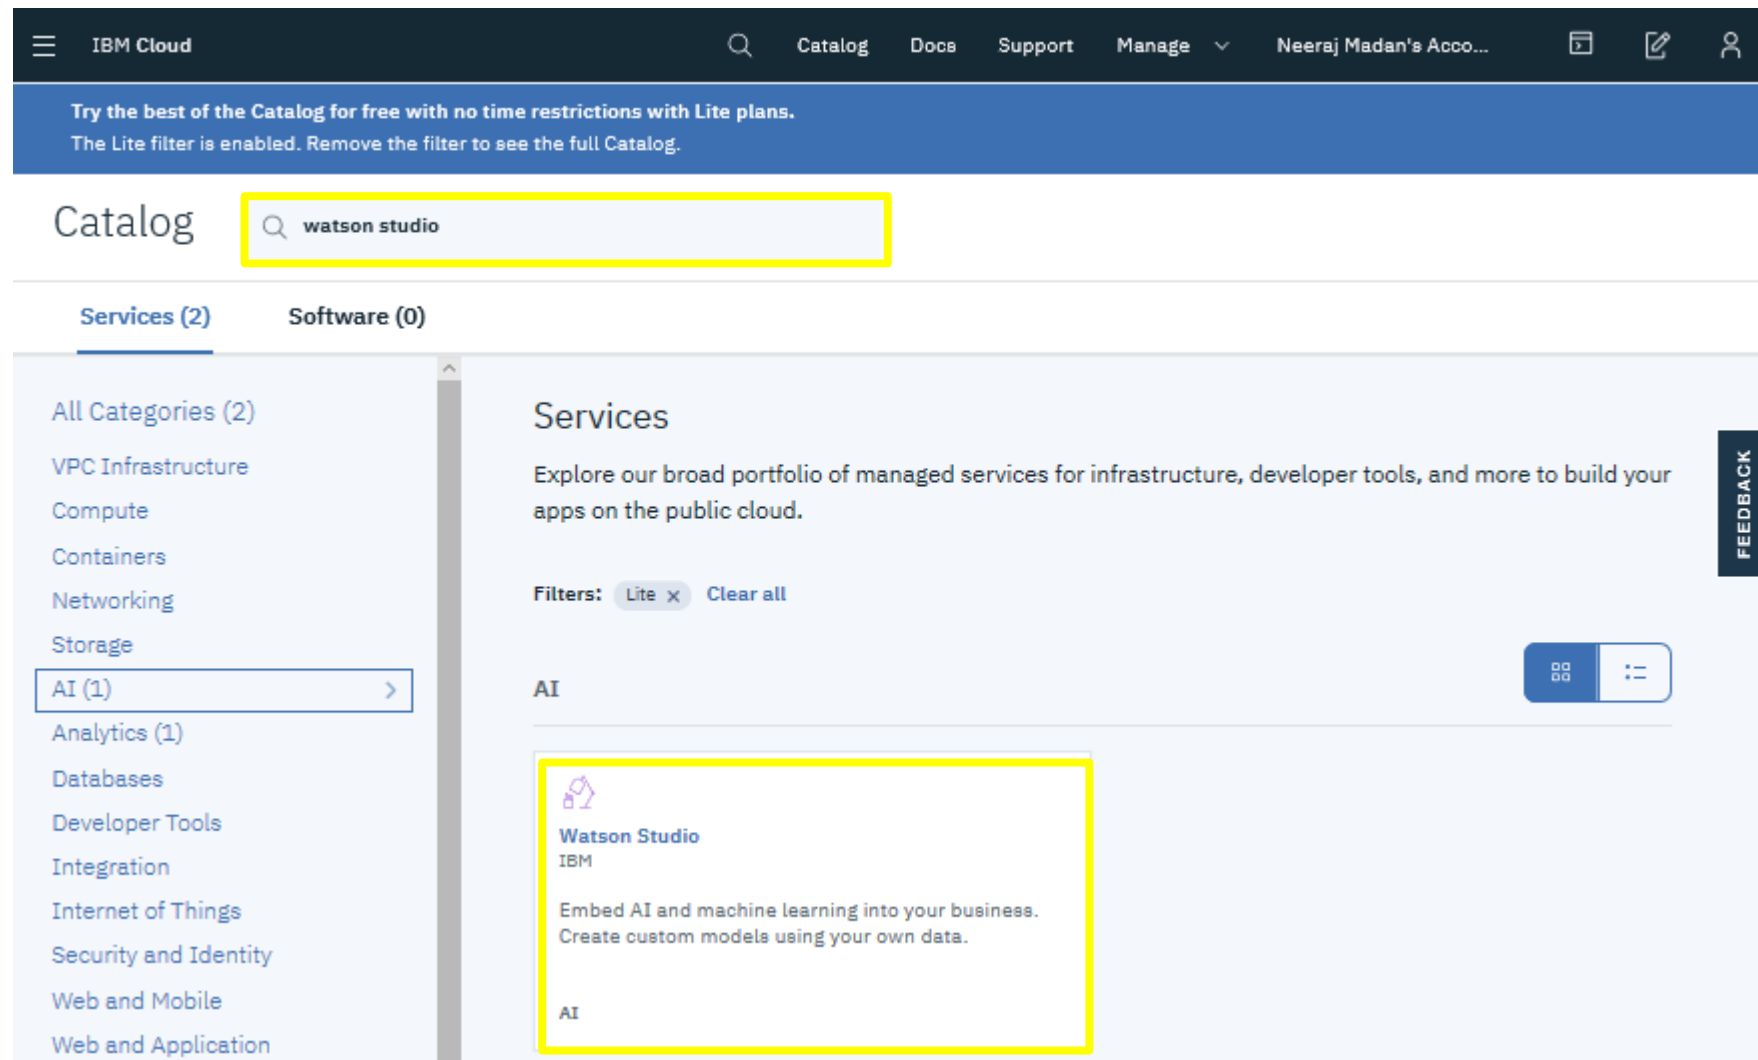 IBM Cloud
Catalog
Docs
Support
Manage
Neeraj Madan's Acco...
Try the best of the Catalog for free with no time restrictions with Lite plans.
The Lite filter is enabled. Remove the filter to see the full Catalog.
Catalog
watson studio
Services (2)
Software (0)
All Categories (2)
VPC Infrastructure
Compute
Containers
Networking
Storage
AI (1)
Analytics (1)
Databases
Developer Tools
Integration
Internet of Things
Security and Identity
Web and Mobile
Web and Application
Services
Explore our broad portfolio of managed services for infrastructure, developer tools, and more to build your
apps on the public cloud.
Filters: Lite x Clear all
AI
Watson Studio
IBM
Embed AI and machine learning into your business.
Create custom models using your own data.
AI
FEEDBACK